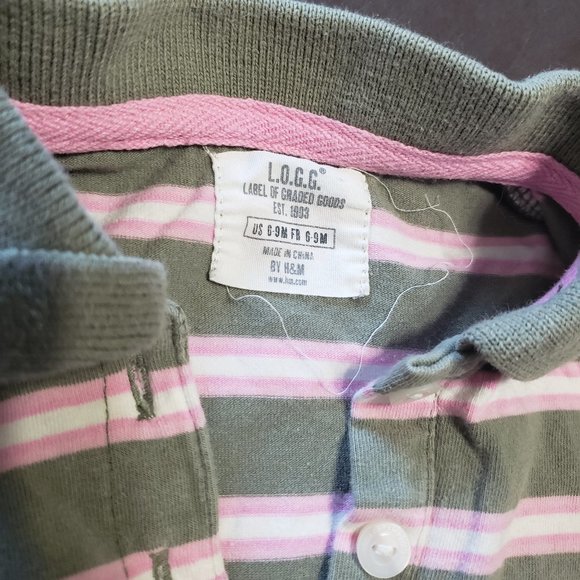 L.O.G.G.®
LABEL OF GRADED GOODS
EST. 1993
US 6-9M FR 6-9M
MADE IN CHINA
BY H&M
www.hm.com